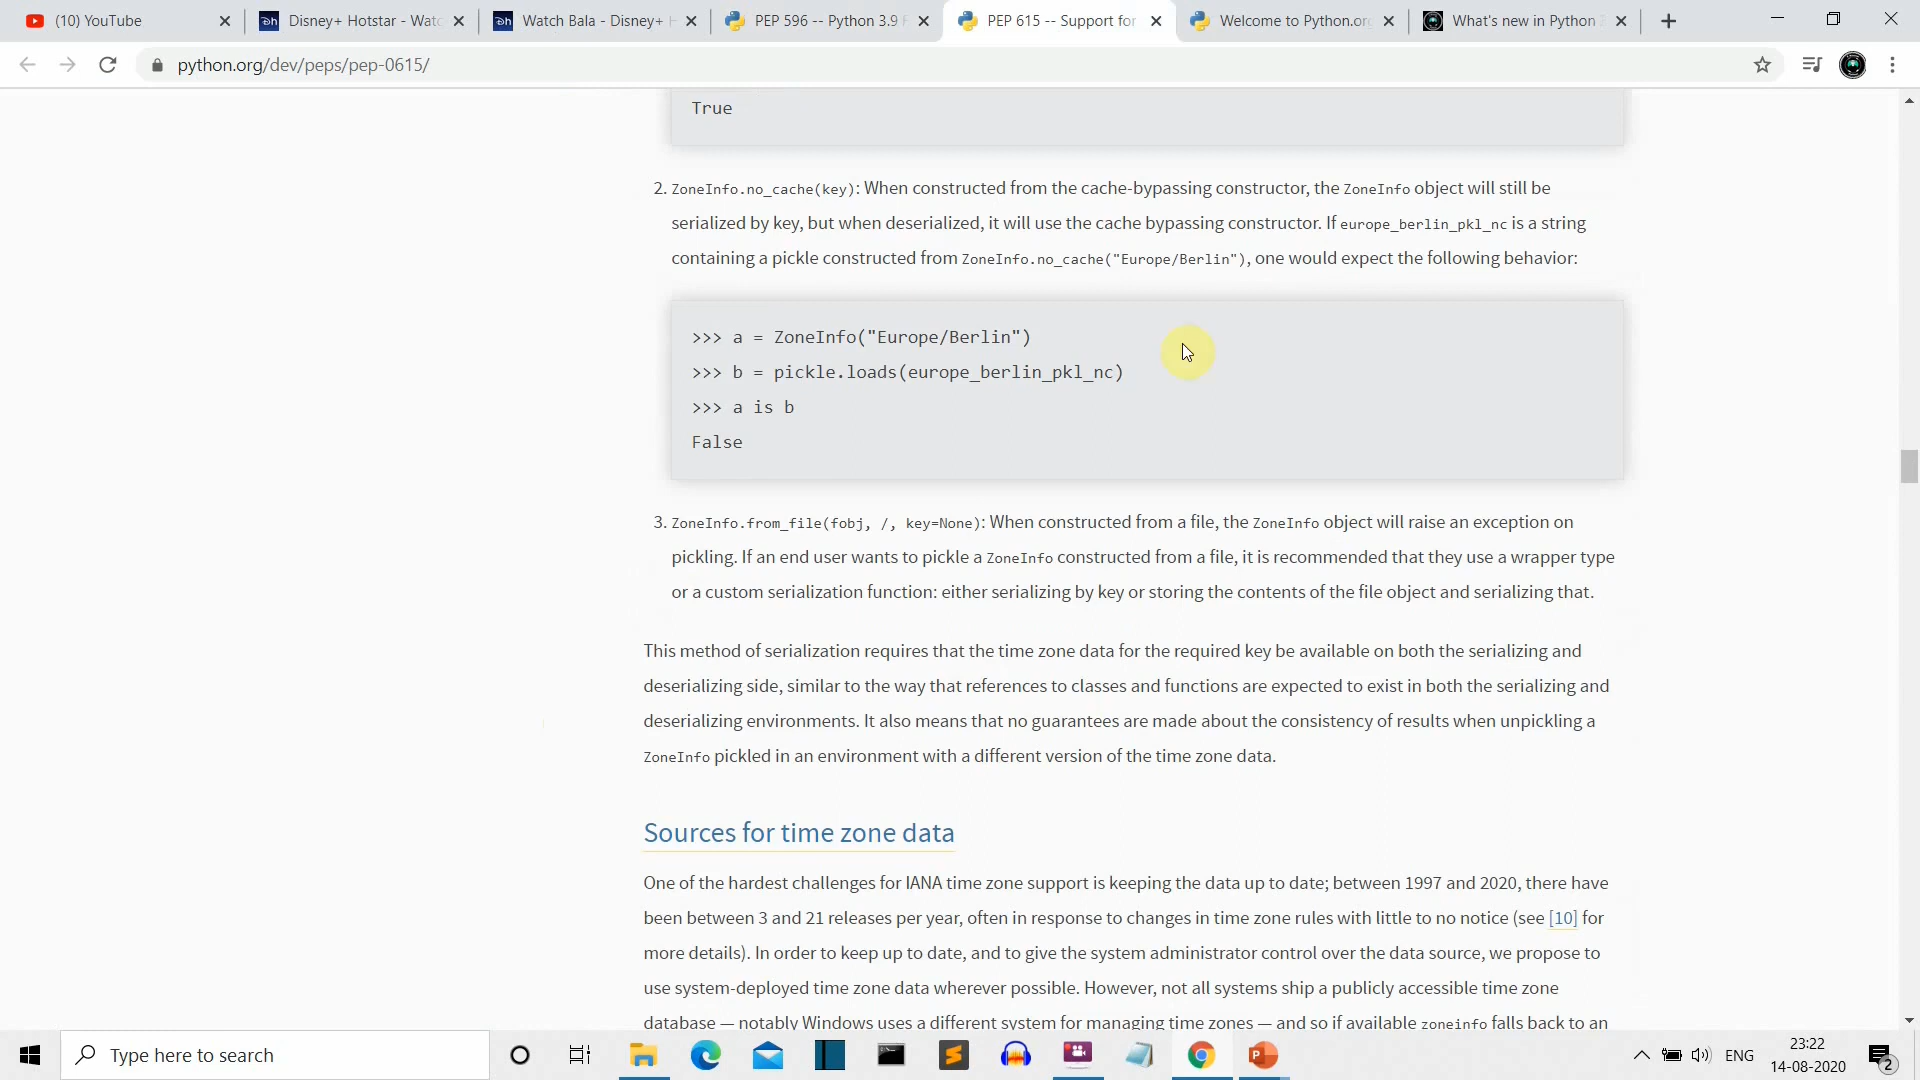 (10) YouTube
Disney+ Hotstar - Watc
Watch Bala - Disney+ H
PEP 596 -- Python 3.9 R
PEP 615 -- Support for
Welcome to Python.org
What's new in Python 3
python.org/dev/peps/pep-0615/
True
2. ZoneInfo.no_cache(key): When constructed from the cache-bypassing constructor, the ZoneInfo object will still be
serialized by key, but when deserialized, it will use the cache bypassing constructor. If europe_berlin_pkl_nc is a string
containing a pickle constructed from ZoneInfo.no_cache("Europe/Berlin"), one would expect the following behavior:
>>> a = ZoneInfo("Europe/Berlin")
>>> b = pickle.loads(europe_berlin_pkl_nc)
>>> a is b
False
3. ZoneInfo.from_file(fobj, /, key=None): When constructed from a file, the ZoneInfo object will raise an exception on
pickling. If an end user wants to pickle a ZoneInfo constructed from a file, it is recommended that they use a wrapper type
or a custom serialization function: either serializing by key or storing the contents of the file object and serializing that.
This method of serialization requires that the time zone data for the required key be available on both the serializing and
deserializing side, similar to the way that references to classes and functions are expected to exist in both the serializing and
deserializing environments. It also means that no guarantees are made about the consistency of results when unpickling a
ZoneInfo pickled in an environment with a different version of the time zone data.
Sources for time zone data
One of the hardest challenges for IANA time zone support is keeping the data up to date; between 1997 and 2020, there have
been between 3 and 21 releases per year, often in response to changes in time zone rules with little to no notice (see [10] for
more details). In order to keep up to date, and to give the system administrator control over the data source, we propose to
use system-deployed time zone data wherever possible. However, not all systems ship a publicly accessible time zone
database — notably Windows uses a different system for managing time zones — and so if available zoneinfo falls back to an
Type here to search
ENG
23:22
14-08-2020
2